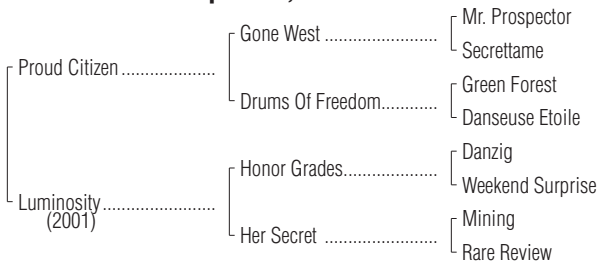 Mr. Prospector
Gone West ....................
Secrettame
Proud Citizen .................
Green Forest
Drums Of Freedom...........
Danseuse Etoile
Danzig
Honor Grades..................
Weekend Surprise
Luminosity ....................
(2001)
Mining
Her Secret ....................
Rare Review